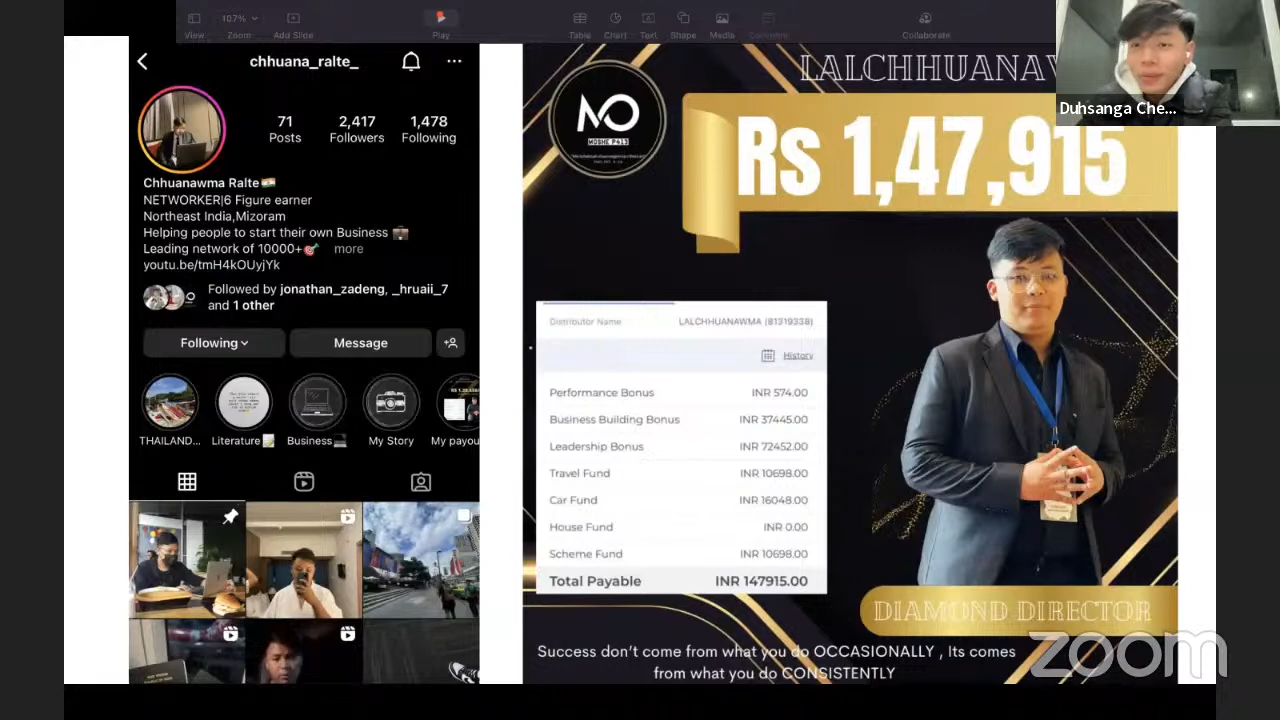 107%
View
Zoom
Add Slide
Play
Table
Chart
Text
Shape
Media
Comment
Collaborate
Duhsanga Che...
chhuana_ralte_
71
Posts
2,417
Followers
1,478
Following
Chhuanawma Ralte🇮🇳
NETWORKER|6 Figure earner
Northeast India,Mizoram
Helping people to start their own Business 💼
Leading network of 10000+🎯 more
youtu.be/tmH4kOUyjYk
Followed by jonathan_zadeng, _hruaii_7
and 1 other
Following
Message
THAILAND...
Literature📝
Business💻
My Story
My payou
LALCHHUANAW
MO
MOSHE P413
Rs 1,47,915
Distributor Name LALCHHUANAWMA (81319338)
History
Performance Bonus INR 574.00
Business Building Bonus INR 37445.00
Leadership Bonus INR 72452.00
Travel Fund INR 10698.00
Car Fund INR 16048.00
House Fund INR 0.00
Scheme Fund INR 10698.00
Total Payable INR 147915.00
DIAMOND DIRECTOR
Success don't come from what you do OCCASIONALLY , Its comes
from what you do CONSISTENTLY
zoom